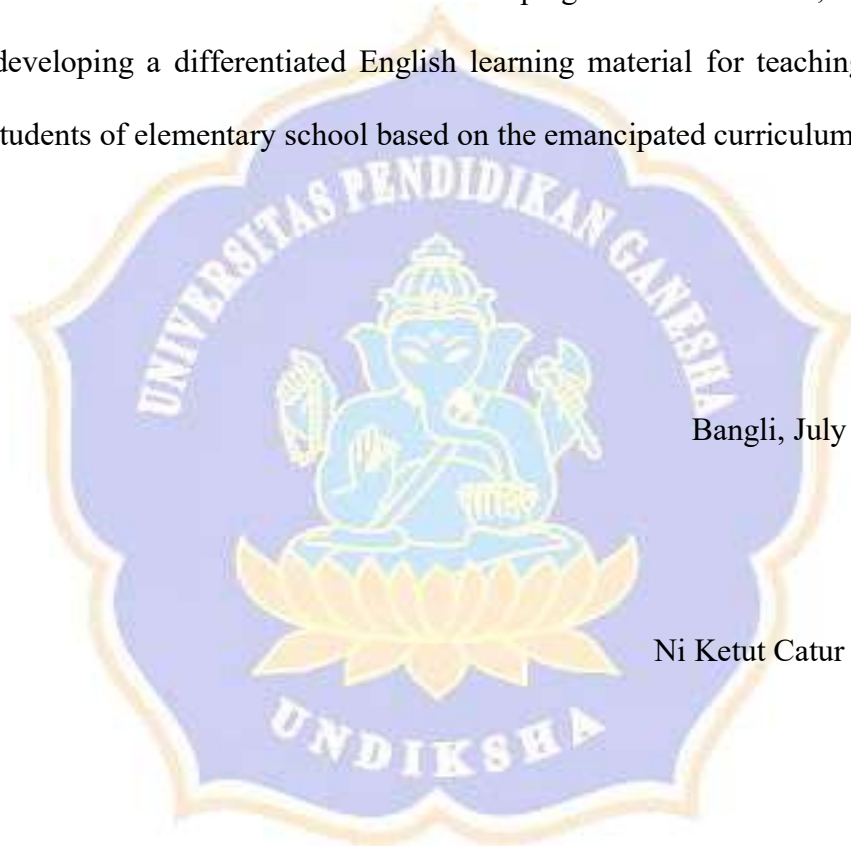 developing a differentiated English learning material for teaching
tudents of elementary school based on the emancipated curriculum
UNIVERSITAS PENDIDIKAN GANESHA
Bangli, July
Ni Ketut Catur
UNDIKSHA